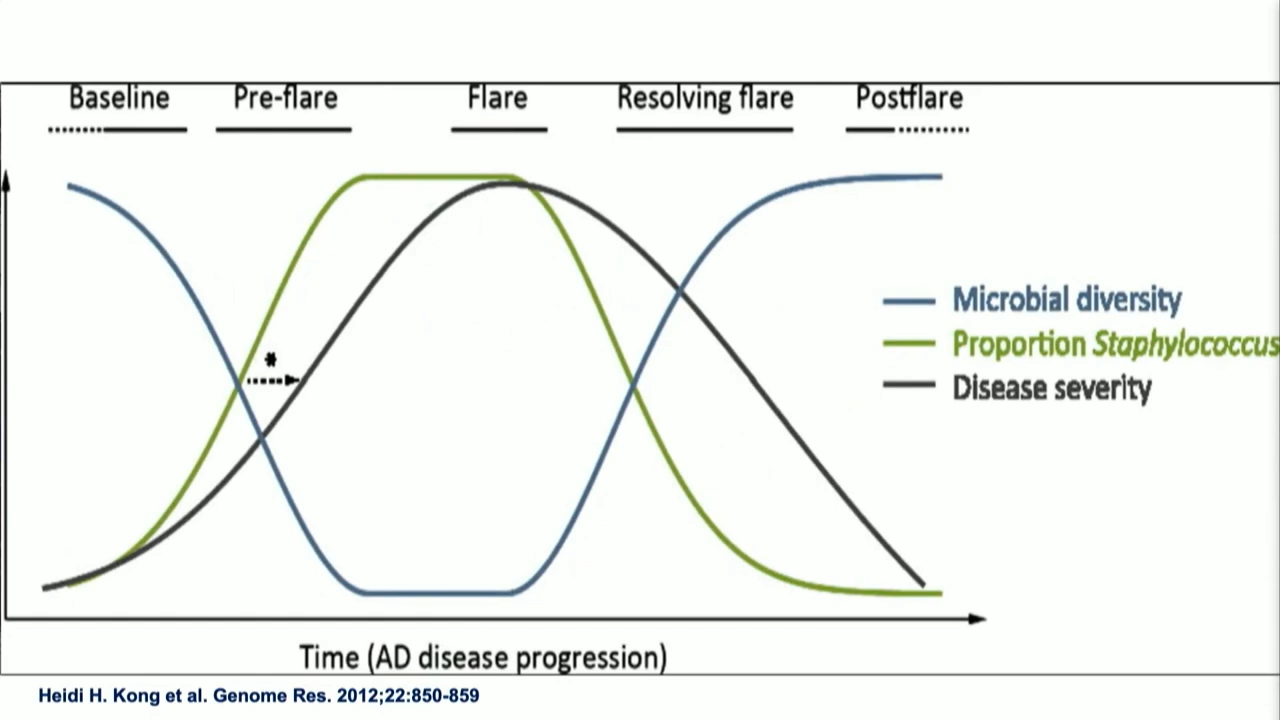 Baseline Pre-flare Flare Resolving flare Postflare
*
Microbial diversity
Proportion Staphylococcus
Disease severity
Time (AD disease progression)
Heidi H. Kong et al. Genome Res. 2012;22:850-859